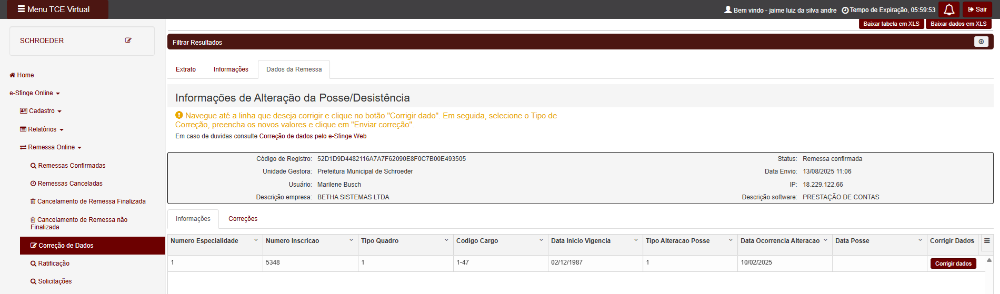 Menu TCE Virtual
Bem vindo - jaime luiz da silva andre
Tempo de Expiração, 05:59:53
Sair
Baixar tabela em XLS
Baixar dados em XLS
SCHROEDER
Filtrar Resultados
Home
e-Sfinge Online
Cadastro
Relatórios
Remessa Online
Remessas Confirmadas
Remessas Canceladas
Cancelamento de Remessa Finalizada
Cancelamento de Remessa não
Finalizada
Correção de Dados
Ratificação
Solicitações
Extrato
Informações
Dados da Remessa
Informações de Alteração da Posse/Desistência
Navegue até a linha que deseja corrigir e clique no botão "Corrigir dado". Em seguida, selecione o Tipo de
Correção, preencha os novos valores e clique em "Enviar correção".
Em caso de duvidas consulte Correção de dados pelo e-Sfinge Web
Código de Registro: 52D1D9D4482116A7A7F62090E8F0C7B00E493505
Status: Remessa confirmada
Unidade Gestora: Prefeitura Municipal de Schroeder
Data Envio: 13/08/2025 11:06
Usuário: Marilene Busch
IP: 18.229.122.66
Descrição empresa: BETHA SISTEMAS LTDA
Descrição software: PRESTAÇÃO DE CONTAS
Informações
Correções
Numero Especialidade Numero Inscricao Tipo Quadro Codigo Cargo Data Inicio Vigencia Tipo Alteracao Posse Data Ocorrencia Alteracao Data Posse Corrigir Dados
1 5348 1 1-47 02/12/1987 1 10/02/2025 Corrigir dados